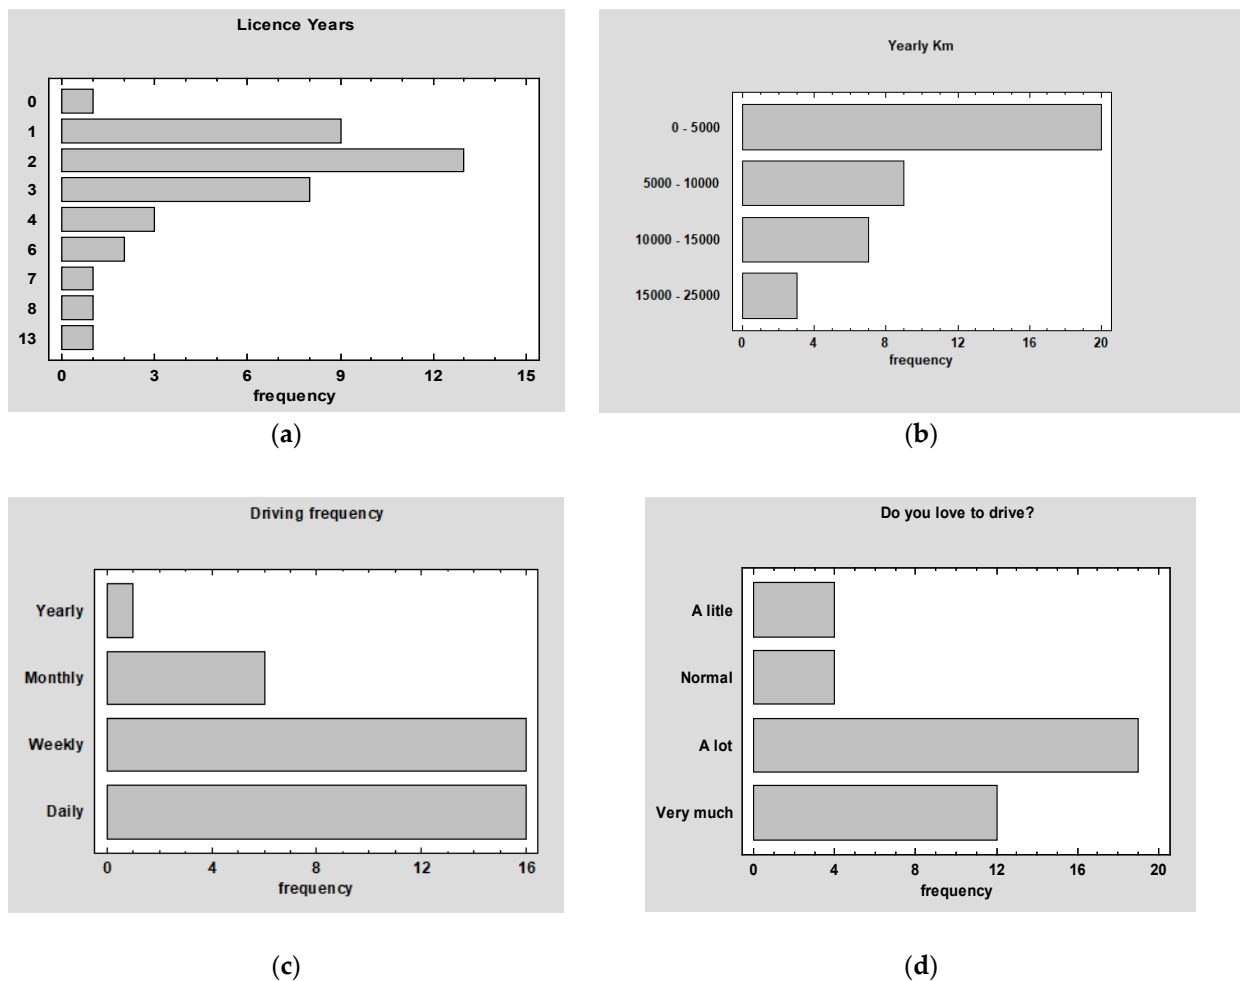 Licence Years
0
1
2
3
4
6
7
8
13
0 3 6 9 12 15
frequency
(a)
Yearly Km
0 - 5000
5000 - 10000
10000 - 15000
15000 - 25000
0 4 8 12 16 20
frequency
(b)
Driving frequency
Yearly
Monthly
Weekly
Daily
0 4 8 12 16
frequency
(c)
Do you love to drive?
A litle
Normal
A lot
Very much
0 4 8 12 16 20
frequency
(d)